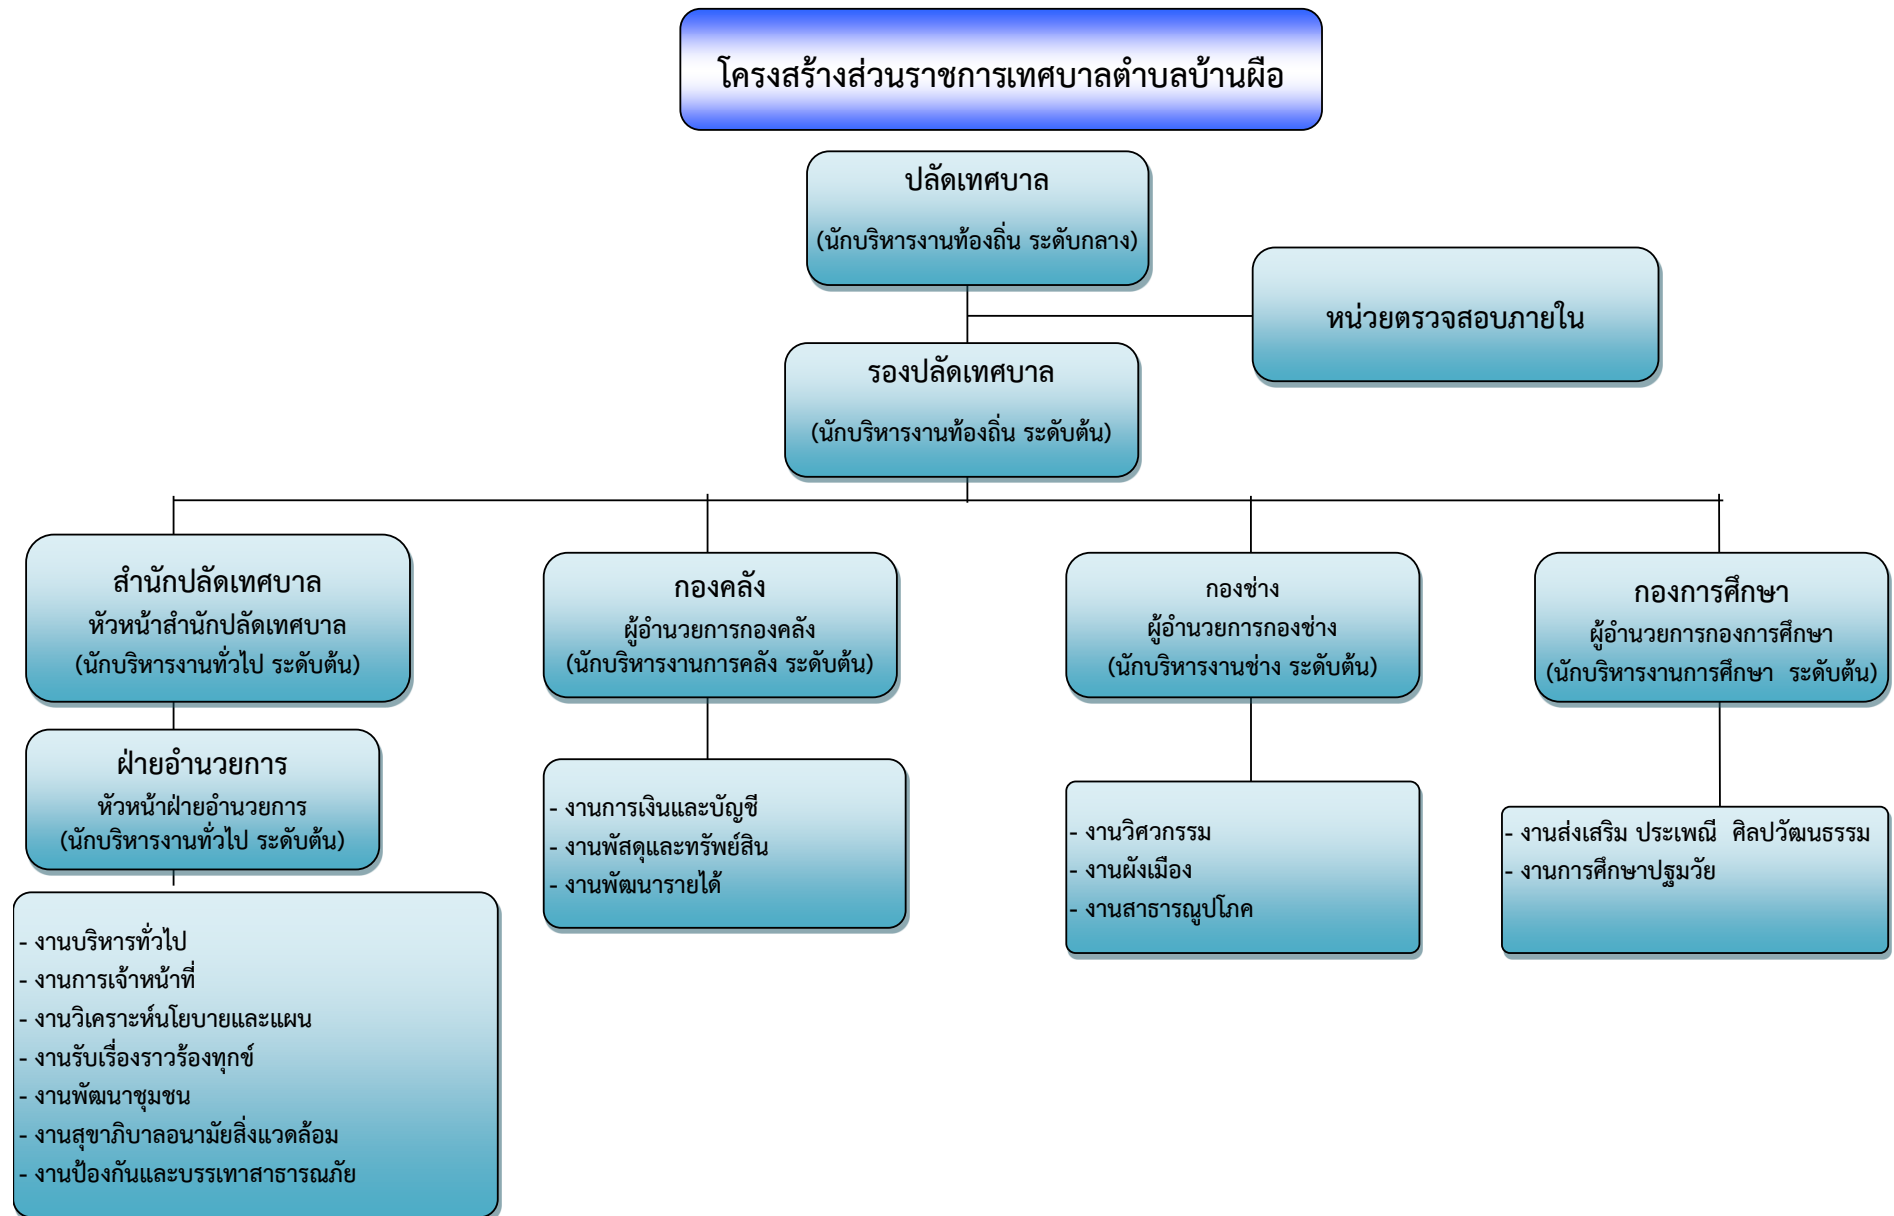 โครงสร้างส่วนราชการเทศบาลตำบลบ้านผือ
ปลัดเทศบาล
(นักบริหารงานท้องถิ่น ระดับกลาง)
หน่วยตรวจสอบภายใน
รองปลัดเทศบาล
(นักบริหารงานท้องถิ่น ระดับต้น)
สำนักปลัดเทศบาล
หัวหน้าสำนักปลัดเทศบาล
(นักบริหารงานทั่วไป ระดับต้น)
กองคลัง
ผู้อำนวยการกองคลัง
(นักบริหารงานการคลัง ระดับต้น)
กองช่าง
ผู้อำนวยการกองช่าง
(นักบริหารงานช่าง ระดับต้น)
กองการศึกษา
ผู้อำนวยการกองการศึกษา
(นักบริหารงานการศึกษา  ระดับต้น)
ฝ่ายอำนวยการ
หัวหน้าฝ่ายอำนวยการ
(นักบริหารงานทั่วไป ระดับต้น)
- งานบริหารทั่วไป
- งานการเจ้าหน้าที่
- งานวิเคราะห์นโยบายและแผน
- งานรับเรื่องราวร้องทุกข์
- งานพัฒนาชุมชน
- งานสุขาภิบาลอนามัยสิ่งแวดล้อม
- งานป้องกันและบรรเทาสาธารณภัย
- งานการเงินและบัญชี
- งานพัสดุและทรัพย์สิน
- งานพัฒนารายได้
- งานวิศวกรรม
- งานผังเมือง
- งานสาธารณูปโภค
- งานส่งเสริม ประเพณี  ศิลปวัฒนธรรม
- งานการศึกษาปฐมวัย